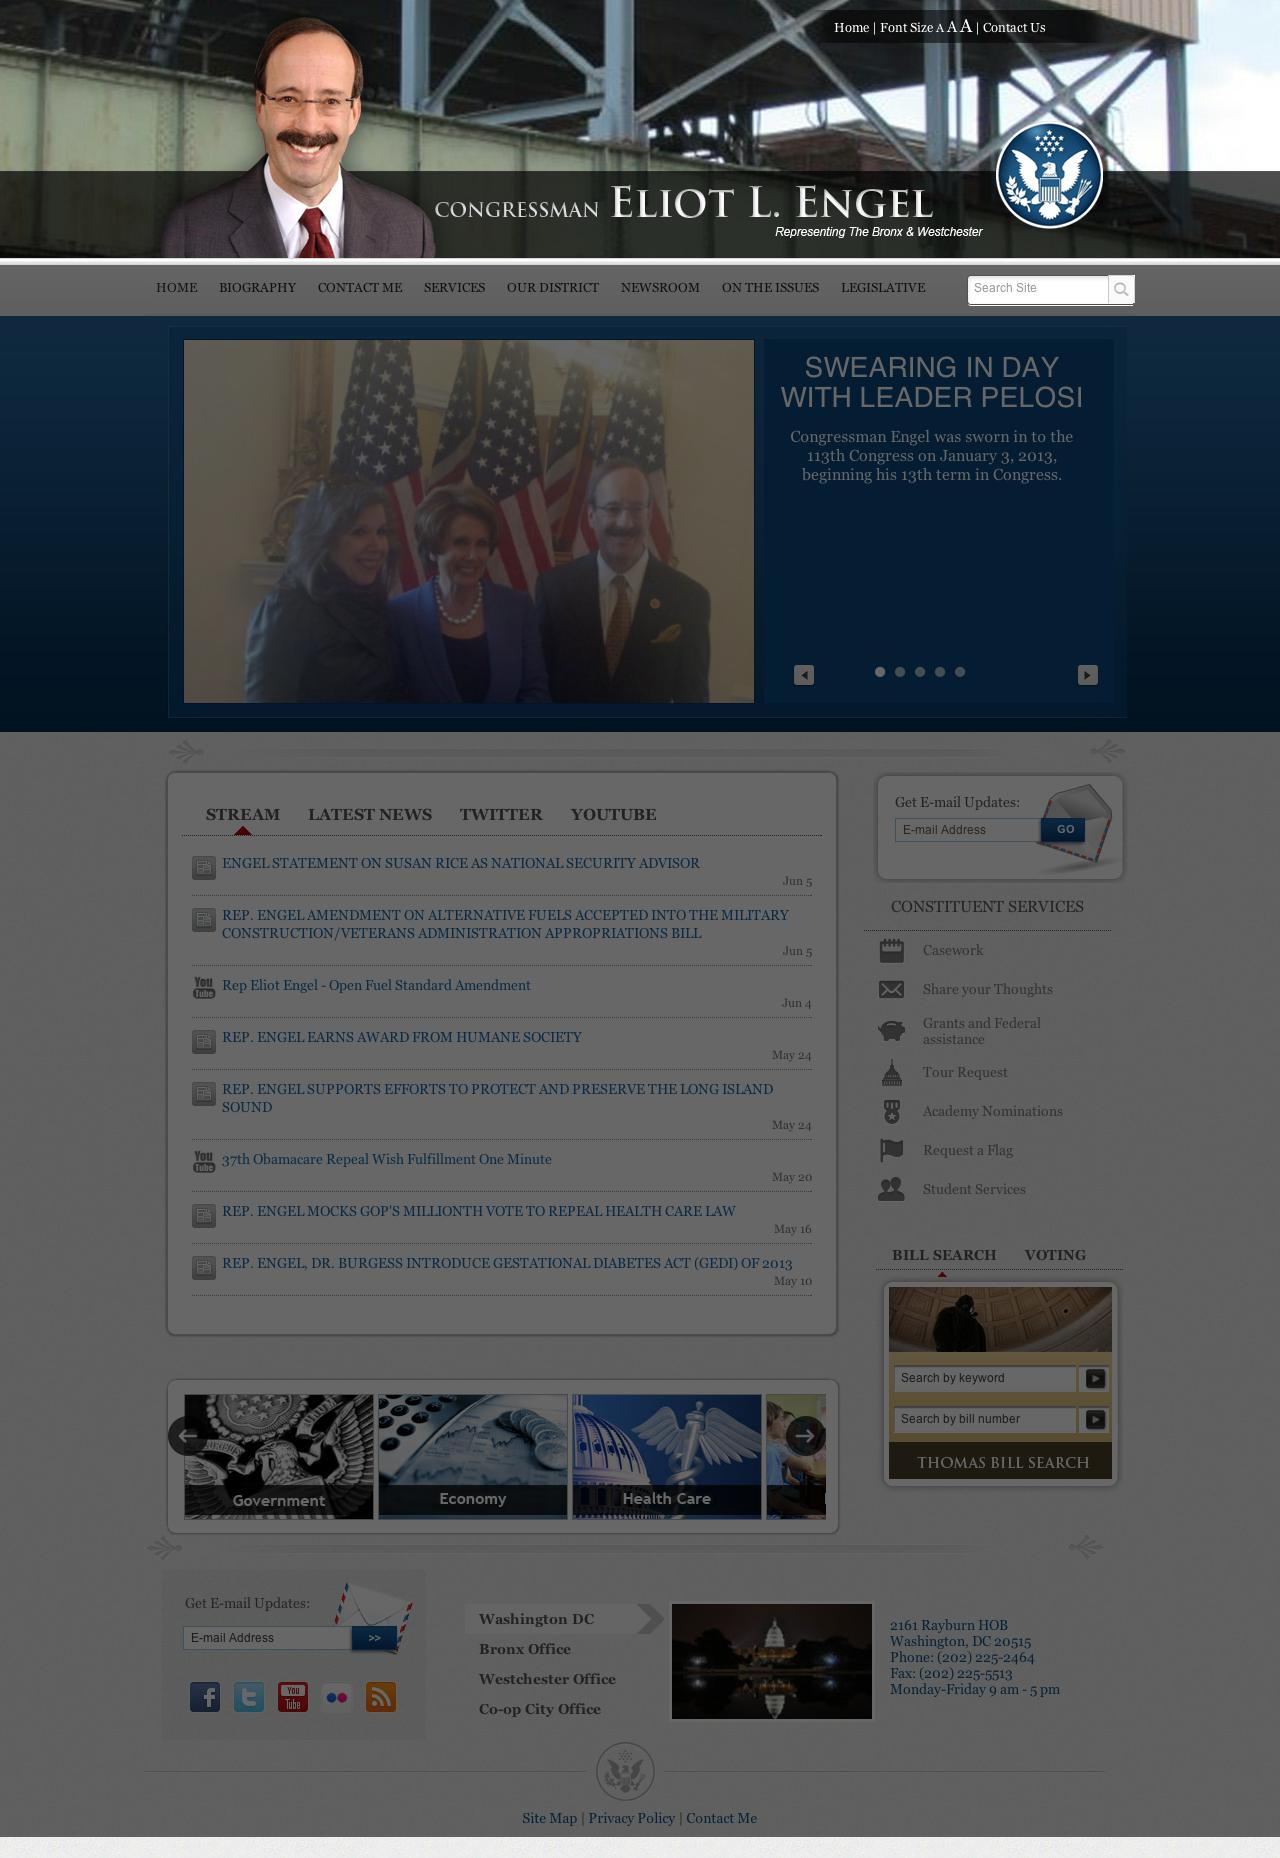 Home | Font Size A A A | Contact Us
CONGRESSMAN ELIOT L. ENGEL
Representing The Bronx & Westchester
HOME BIOGRAPHY CONTACT ME SERVICES OUR DISTRICT NEWSROOM ON THE ISSUES LEGISLATIVE
Search Site
SWEARING IN DAY
WITH LEADER PELOSI
Congressman Engel was sworn in to the
113th Congress on January 3, 2013,
beginning his 13th term in Congress.
STREAM LATEST NEWS TWITTER YOUTUBE
ENGEL STATEMENT ON SUSAN RICE AS NATIONAL SECURITY ADVISOR
Jun 5
REP. ENGEL AMENDMENT ON ALTERNATIVE FUELS ACCEPTED INTO THE MILITARY
CONSTRUCTION/VETERANS ADMINISTRATION APPROPRIATIONS BILL
Jun 5
You
Tube
Rep Eliot Engel - Open Fuel Standard Amendment
Jun 4
REP. ENGEL EARNS AWARD FROM HUMANE SOCIETY
May 24
REP. ENGEL SUPPORTS EFFORTS TO PROTECT AND PRESERVE THE LONG ISLAND
SOUND
May 24
You
Tube
37th Obamacare Repeal Wish Fulfillment One Minute
May 20
REP. ENGEL MOCKS GOP'S MILLIONTH VOTE TO REPEAL HEALTH CARE LAW
May 16
REP. ENGEL, DR. BURGESS INTRODUCE GESTATIONAL DIABETES ACT (GEDI) OF 2013
May 10
Get E-mail Updates:
E-mail Address GO
CONSTITUENT SERVICES
Casework
Share your Thoughts
Grants and Federal
assistance
Tour Request
Academy Nominations
Request a Flag
Student Services
BILL SEARCH VOTING
Search by keyword
Search by bill number
THOMAS BILL SEARCH
Government Economy Health Care
Get E-mail Updates:
E-mail Address >>
You
Tube
Washington DC
Bronx Office
Westchester Office
Co-op City Office
2161 Rayburn HOB
Washington, DC 20515
Phone: (202) 225-2464
Fax: (202) 225-5513
Monday-Friday 9 am - 5 pm
Site Map | Privacy Policy | Contact Me